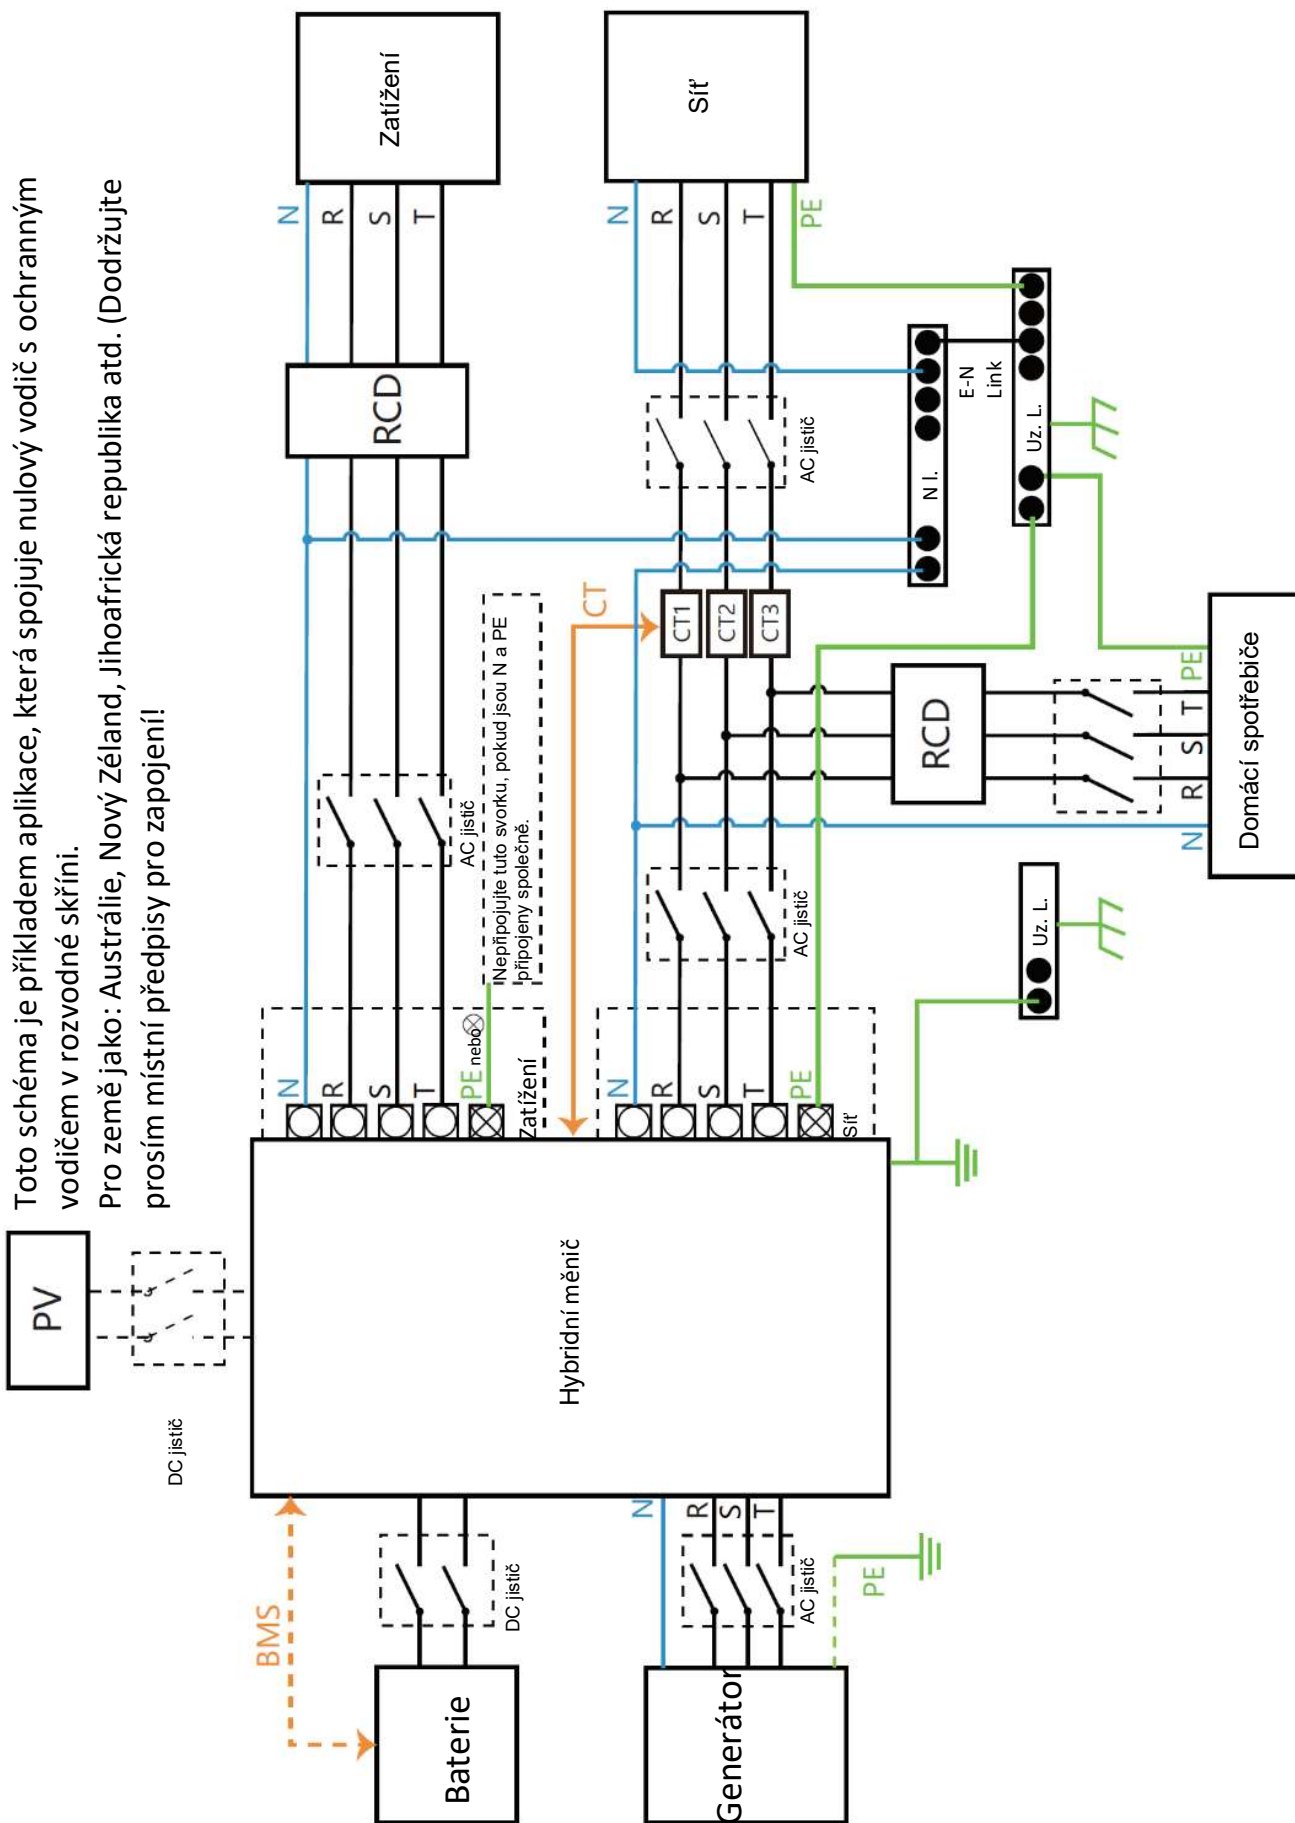 Toto schéma je příkladem aplikace, která spojuje nulový vodič s ochranným
vodičem v rozvodné skříni.
Pro země jako: Austrálie, Nový Zéland, Jihoafrická republika atd. (Dodržujte
prosím místní předpisy pro zapojení!
PV
DC jistič
BMS
Baterie
DC jistič
Hybridní měnič
N
R
S
T
PE nebo
Zatížení
AC jistič
Nepřipojujte tuto svorku, pokud jsou N a PE
připojeny společně.
RCD
N
R
S
T
Zatížení
CT
Generátor
N
R
S
T
AC jistič
PE
N
R
S
T
PE
Síť
AC jistič
CT1
CT2
CT3
AC jistič
N
R
S
T
PE
Síť
N l.
E-N
Link
Uz. L.
Uz. L.
RCD
N
R
S
T
PE
Domácí spotřebiče